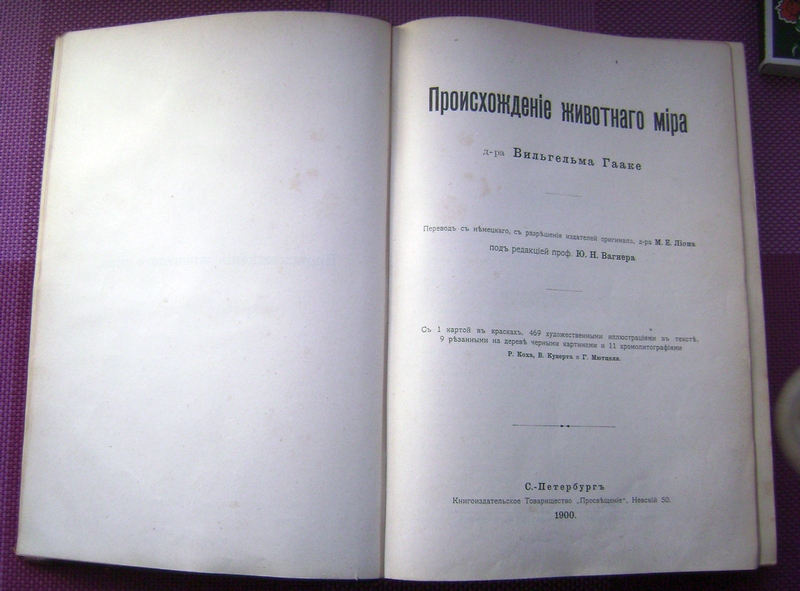 Происхожденіе животнаго міра
д-ра Вильгельма Гааке
Переводъ съ нѣмецкаго, съ разрѣшенія издателей оригинала, д-ра М. Е. Ліона
подъ редакціей проф. Ю. Н. Вагнера
Съ 1 картой въ краскахъ, 469 художественными иллюстраціями въ текстѣ,
9 рѣзанными на деревѣ черными картинами и 11 хромолитографіями
Р. Коха, В. Кунерта и Г. Мютцеля.
С.-Петербургъ
Книгоиздательское Товарищество „Просвѣщеніе", Невскій 50.
1900.